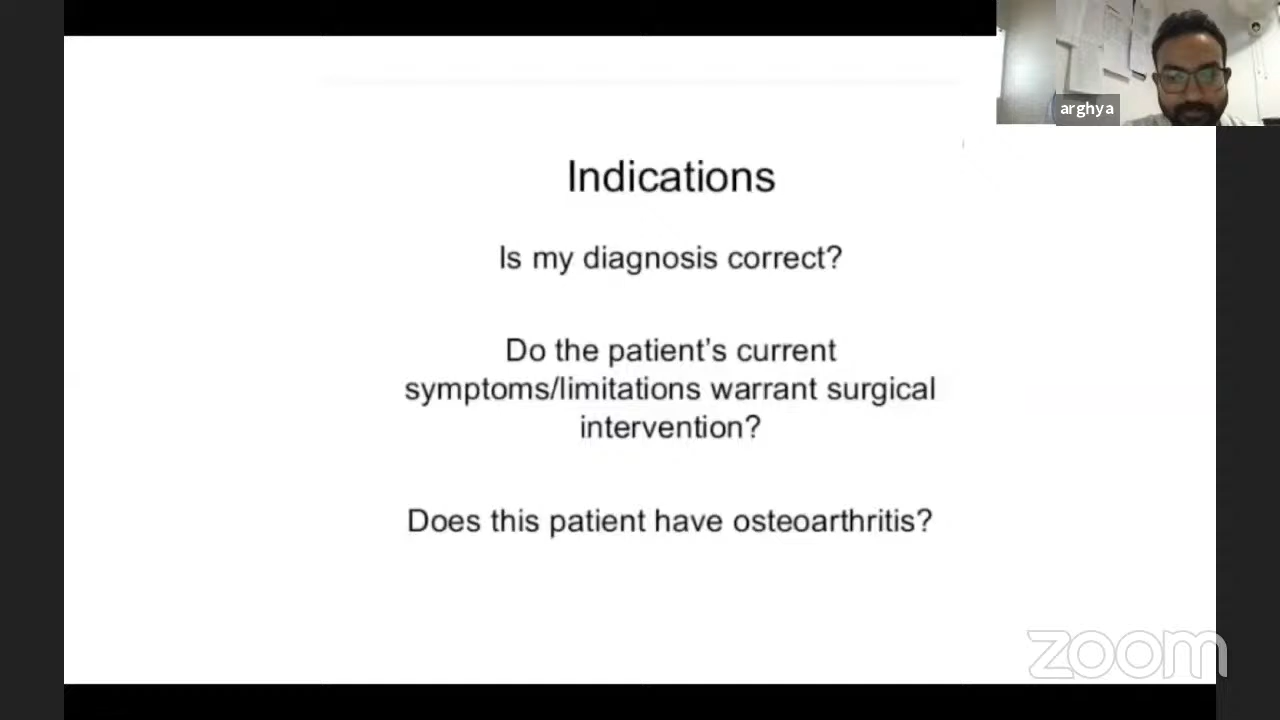 arghya
Indications
Is my diagnosis correct?
Do the patient's current
symptoms/limitations warrant surgical
intervention?
Does this patient have osteoarthritis?
zoom